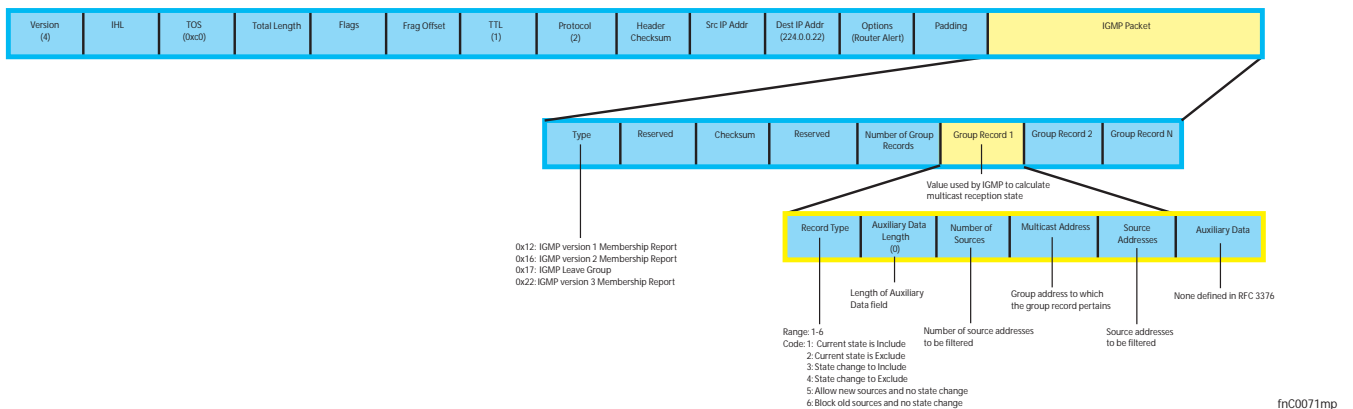 Version
(4)
IHL
TOS
(0xc0)
Total Length
Flags
Frag Offset
TTL
(1)
Protocol
(2)
Header
Checksum
Src IP Addr
Dest IP Addr
(224.0.0.22)
Options
(Router Alert)
Padding
IGMP Packet
Type
Reserved
Checksum
Reserved
Number of Group
Records
Group Record 1
Group Record 2
Group Record N
Value used by IGMP to calculate
multicast reception state
Record Type
Auxiliary Data
Length
(0)
Number of
Sources
Multicast Address
Source
Addresses
Auxiliary Data
0x12: IGMP version 1 Membership Report
0x16: IGMP version 2 Membership Report
0x17: IGMP Leave Group
0x22: IGMP version 3 Membership Report
Length of Auxiliary
Data field
Group address to which
the group record pertains
None defined in RFC 3376
Range: 1-6
Code: 1: Current state is Include
2: Current state is Exclude
3: State change to Include
4: State change to Exclude
5: Allow new sources and no state change
6: Block old sources and no state change
Number of source addresses
to be filtered
Source addresses
to be filtered
fnC0071mp